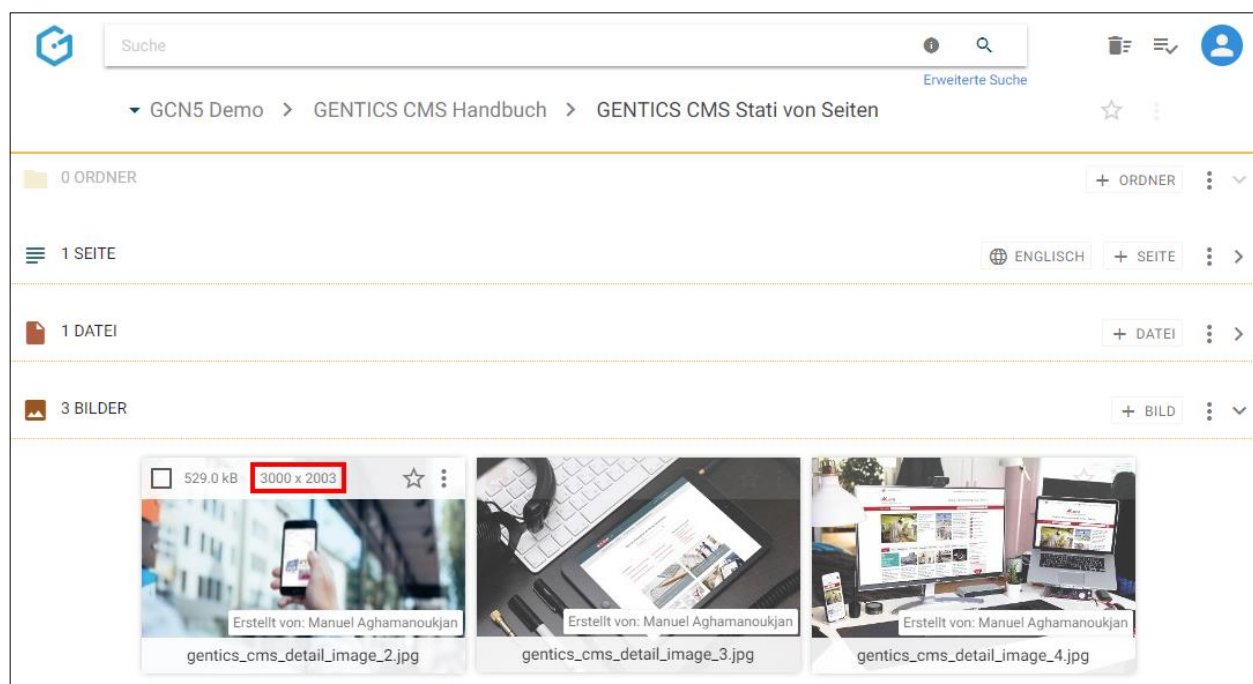 Suche
Erweiterte Suche
GCN5 Demo > GENTICS CMS Handbuch > GENTICS CMS Stati von Seiten
0 ORDNER
+ ORDNER
1 SEITE
ENGLISCH
+ SEITE
1 DATEI
+ DATEI
3 BILDER
+ BILD
529.0 kB
3000 x 2003
Erstellt von: Manuel Aghamanoukjan
Erstellt von: Manuel Aghamanoukjan
Erstellt von: Manuel Aghamanoukjan
gentics_cms_detail_image_2.jpg
gentics_cms_detail_image_3.jpg
gentics_cms_detail_image_4.jpg